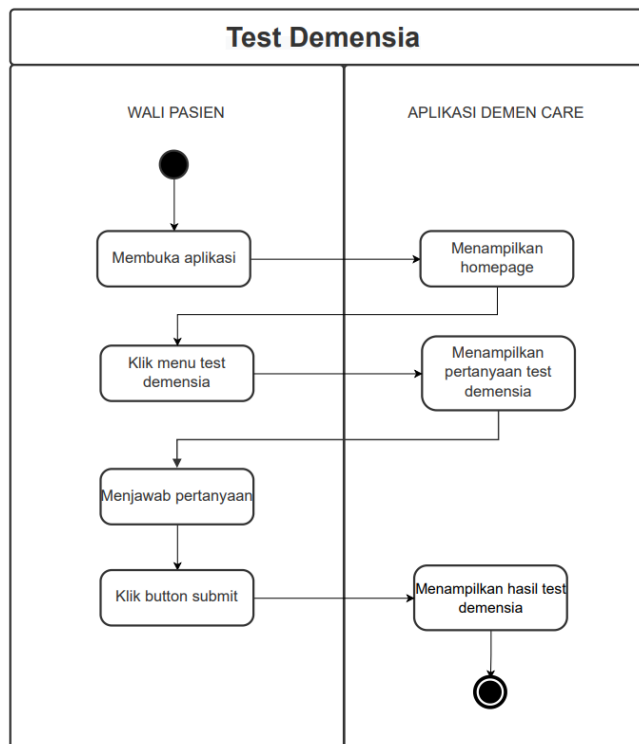 Test Demensia
WALI PASIEN
APLIKASI DEMEN CARE
Membuka aplikasi
Menampilkan
homepage
Klik menu test
demensia
Menampilkan
pertanyaan test
demensia
Menjawab pertanyaan
Klik button submit
Menampilkan hasil test
demensia